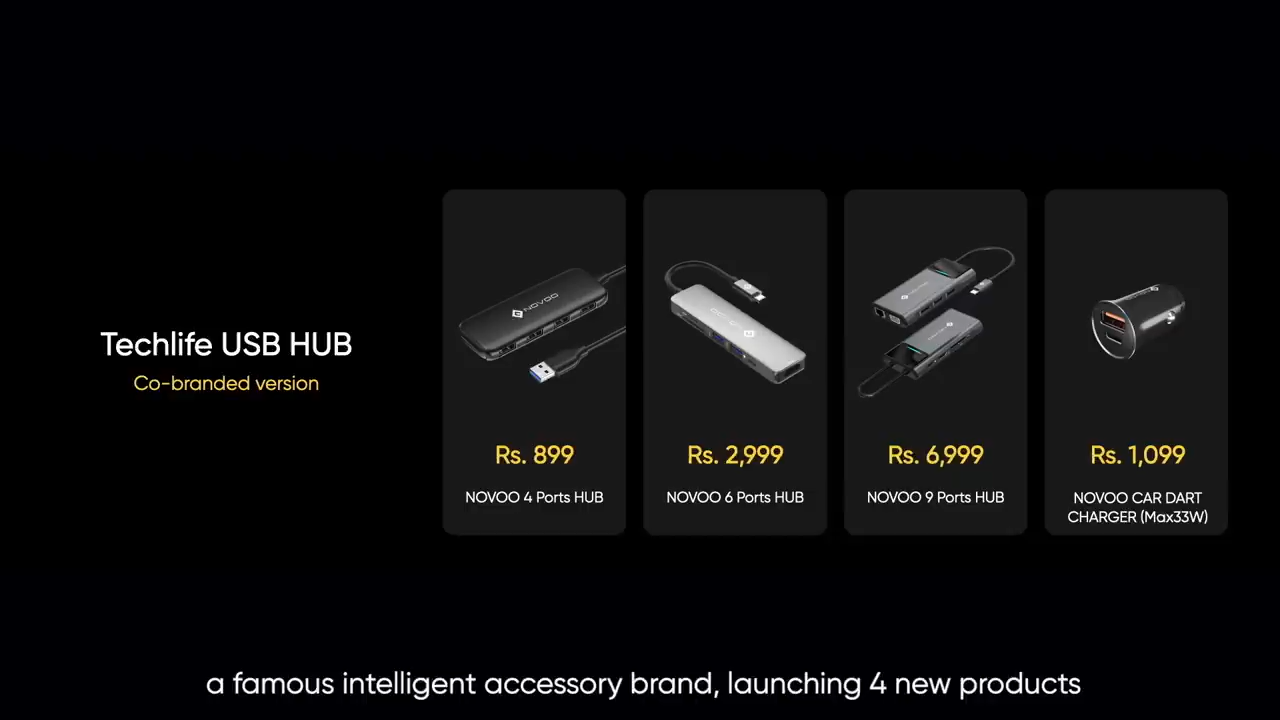 Techlife USB HUB
Co-branded version
NOVOO
Rs. 899
NOVOO 4 Ports HUB
Rs. 2,999
NOVOO 6 Ports HUB
Rs. 6,999
NOVOO 9 Ports HUB
Rs. 1,099
NOVOO CAR DART
CHARGER (Max33W)
a famous intelligent accessory brand, launching 4 new products